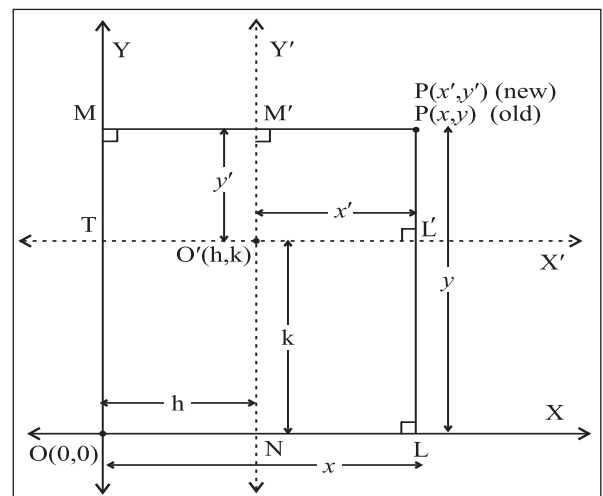 Y
Y′
P(x′,y′) (new)
P(x,y) (old)
M
M′
y′
x′
T
L′
O′(h,k)
X′
y
k
h
X
O(0,0)
N
L
x